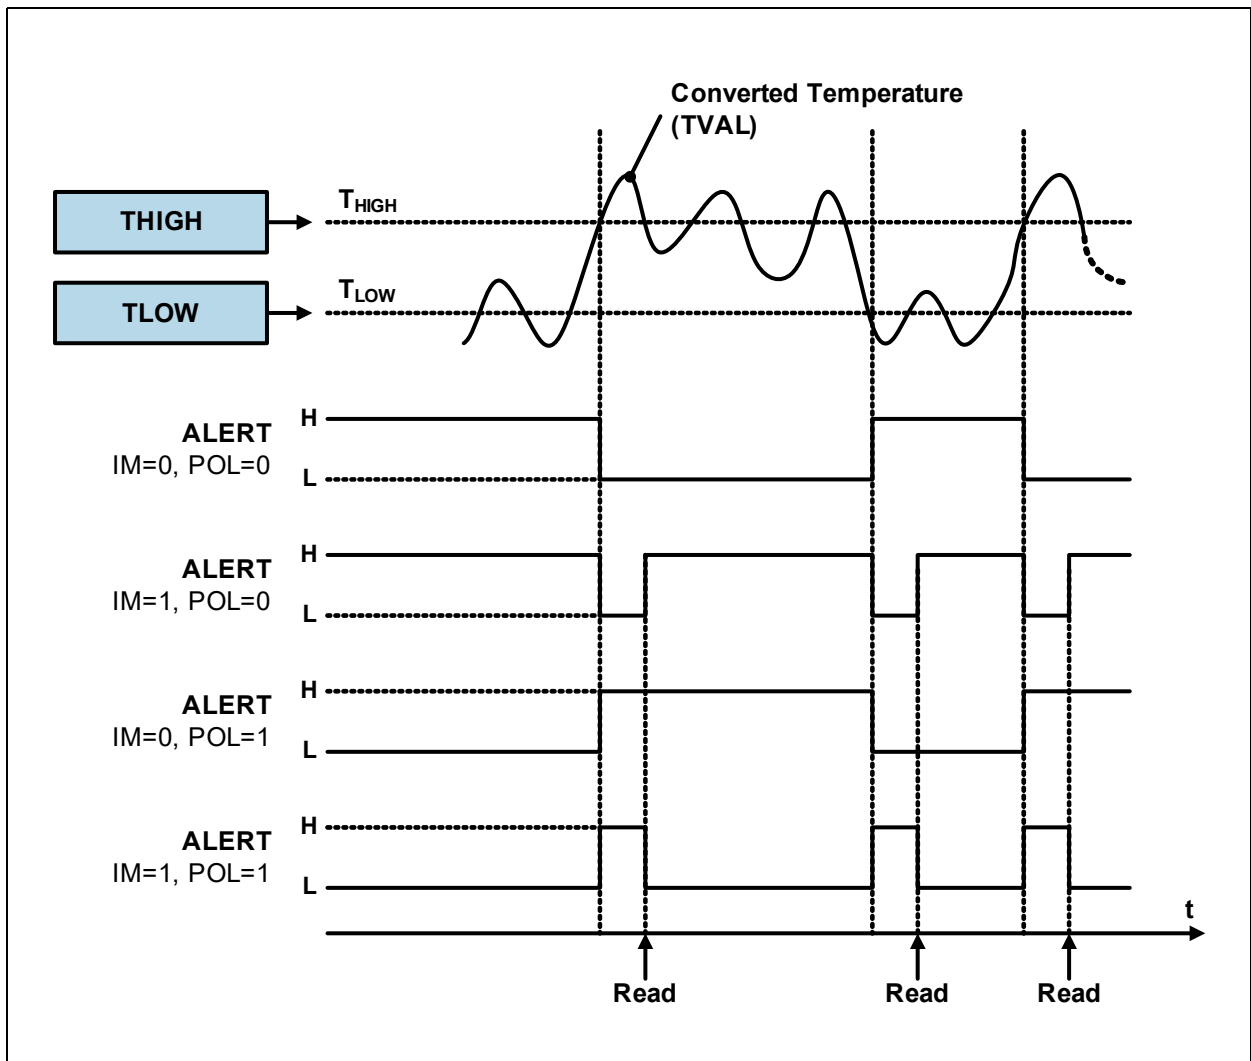 Converted Temperature
(TVAL)
THIGH
THIGH
TLOW
TLOW
ALERT
IM=0, POL=0
H
L
ALERT
IM=1, POL=0
H
L
ALERT
IM=0, POL=1
H
L
ALERT
IM=1, POL=1
H
L
t
Read
Read
Read